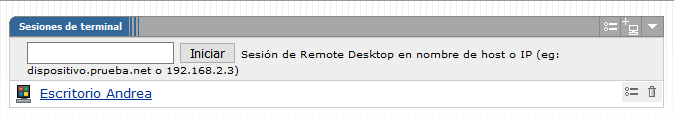 Sesiones de terminal
Iniciar Sesión de Remote Desktop en nombre de host o IP (eg:
dispositivo.prueba.net o 192.168.2.3)
Escritorio Andrea